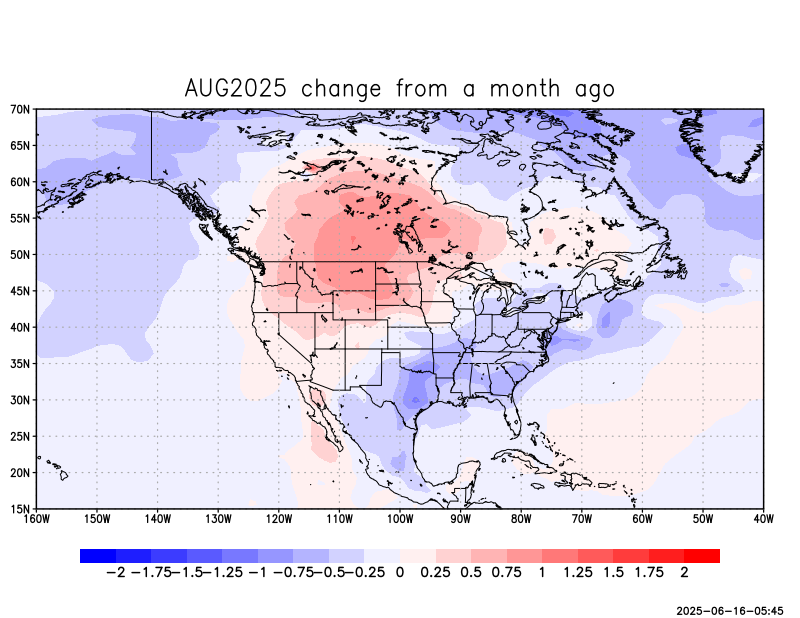 AUG2025 change from a month ago
70N
65N
60N
55N
50N
45N
40N
35N
30N
25N
20N
15N
160W 150W 140W 130W 120W 110W 100W 90W 80W 70W 60W 50W 40W
−2 −1.75 −1.5 −1.25 −1 −0.75 −0.5 −0.25 0 0.25 0.5 0.75 1 1.25 1.5 1.75 2
2025-06-16-05:45